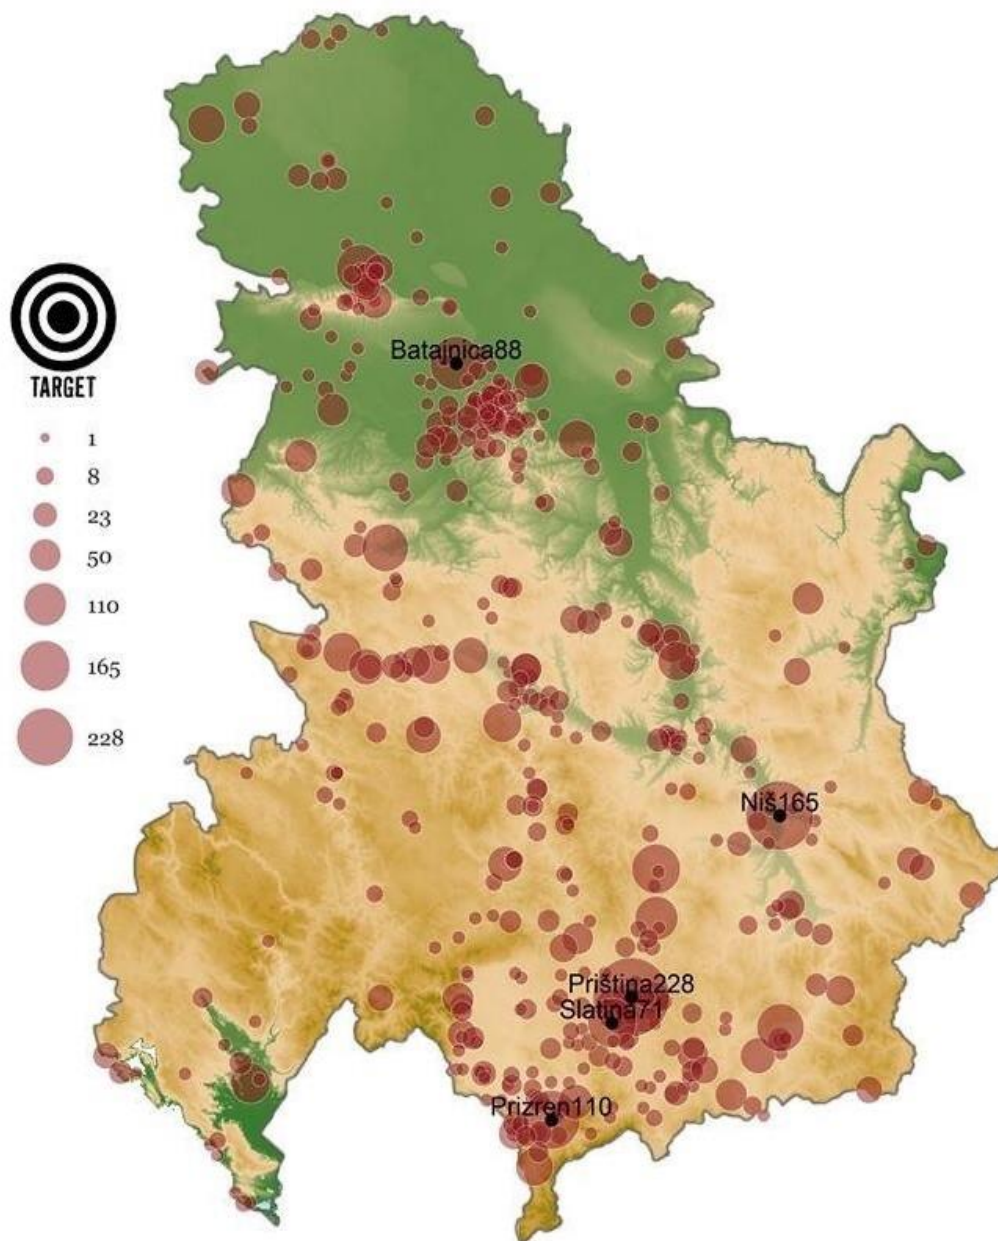 Batajnica88
TARGET
1
8
23
50
110
165
228
Niš165
Priština228
Slatina71
Prizren110